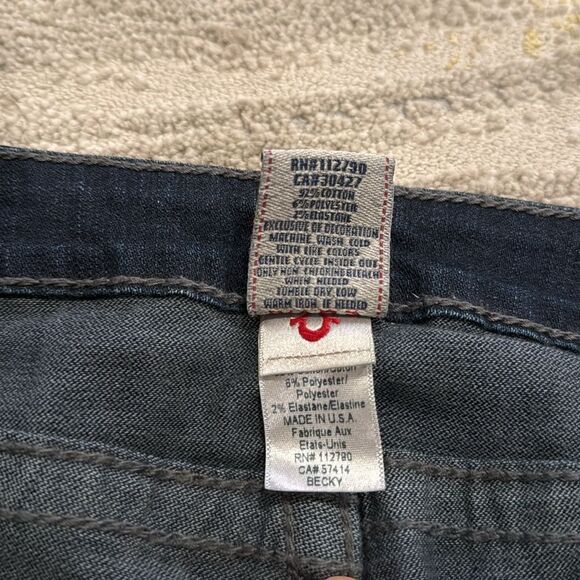 RN#112790
CA#30427
92% COTTON
6% POLYESTER
2% ELASTANE
EXCLUSIVE OF DECORATION
MACHINE WASH COLD
WITH LIKE COLORS
GENTLE CYCLE INSIDE OUT
ONLY NON CHLORINE BLEACH
WHEN NEEDED
TUMBLE DRY LOW
WARM IRON IF NEEDED
Polyester/
Polyester
2% Elastane/Elastine
MADE IN U.S.A.
Fabrique Aux
Etats-Unis
RN# 112790
CA# 57414
BECKY